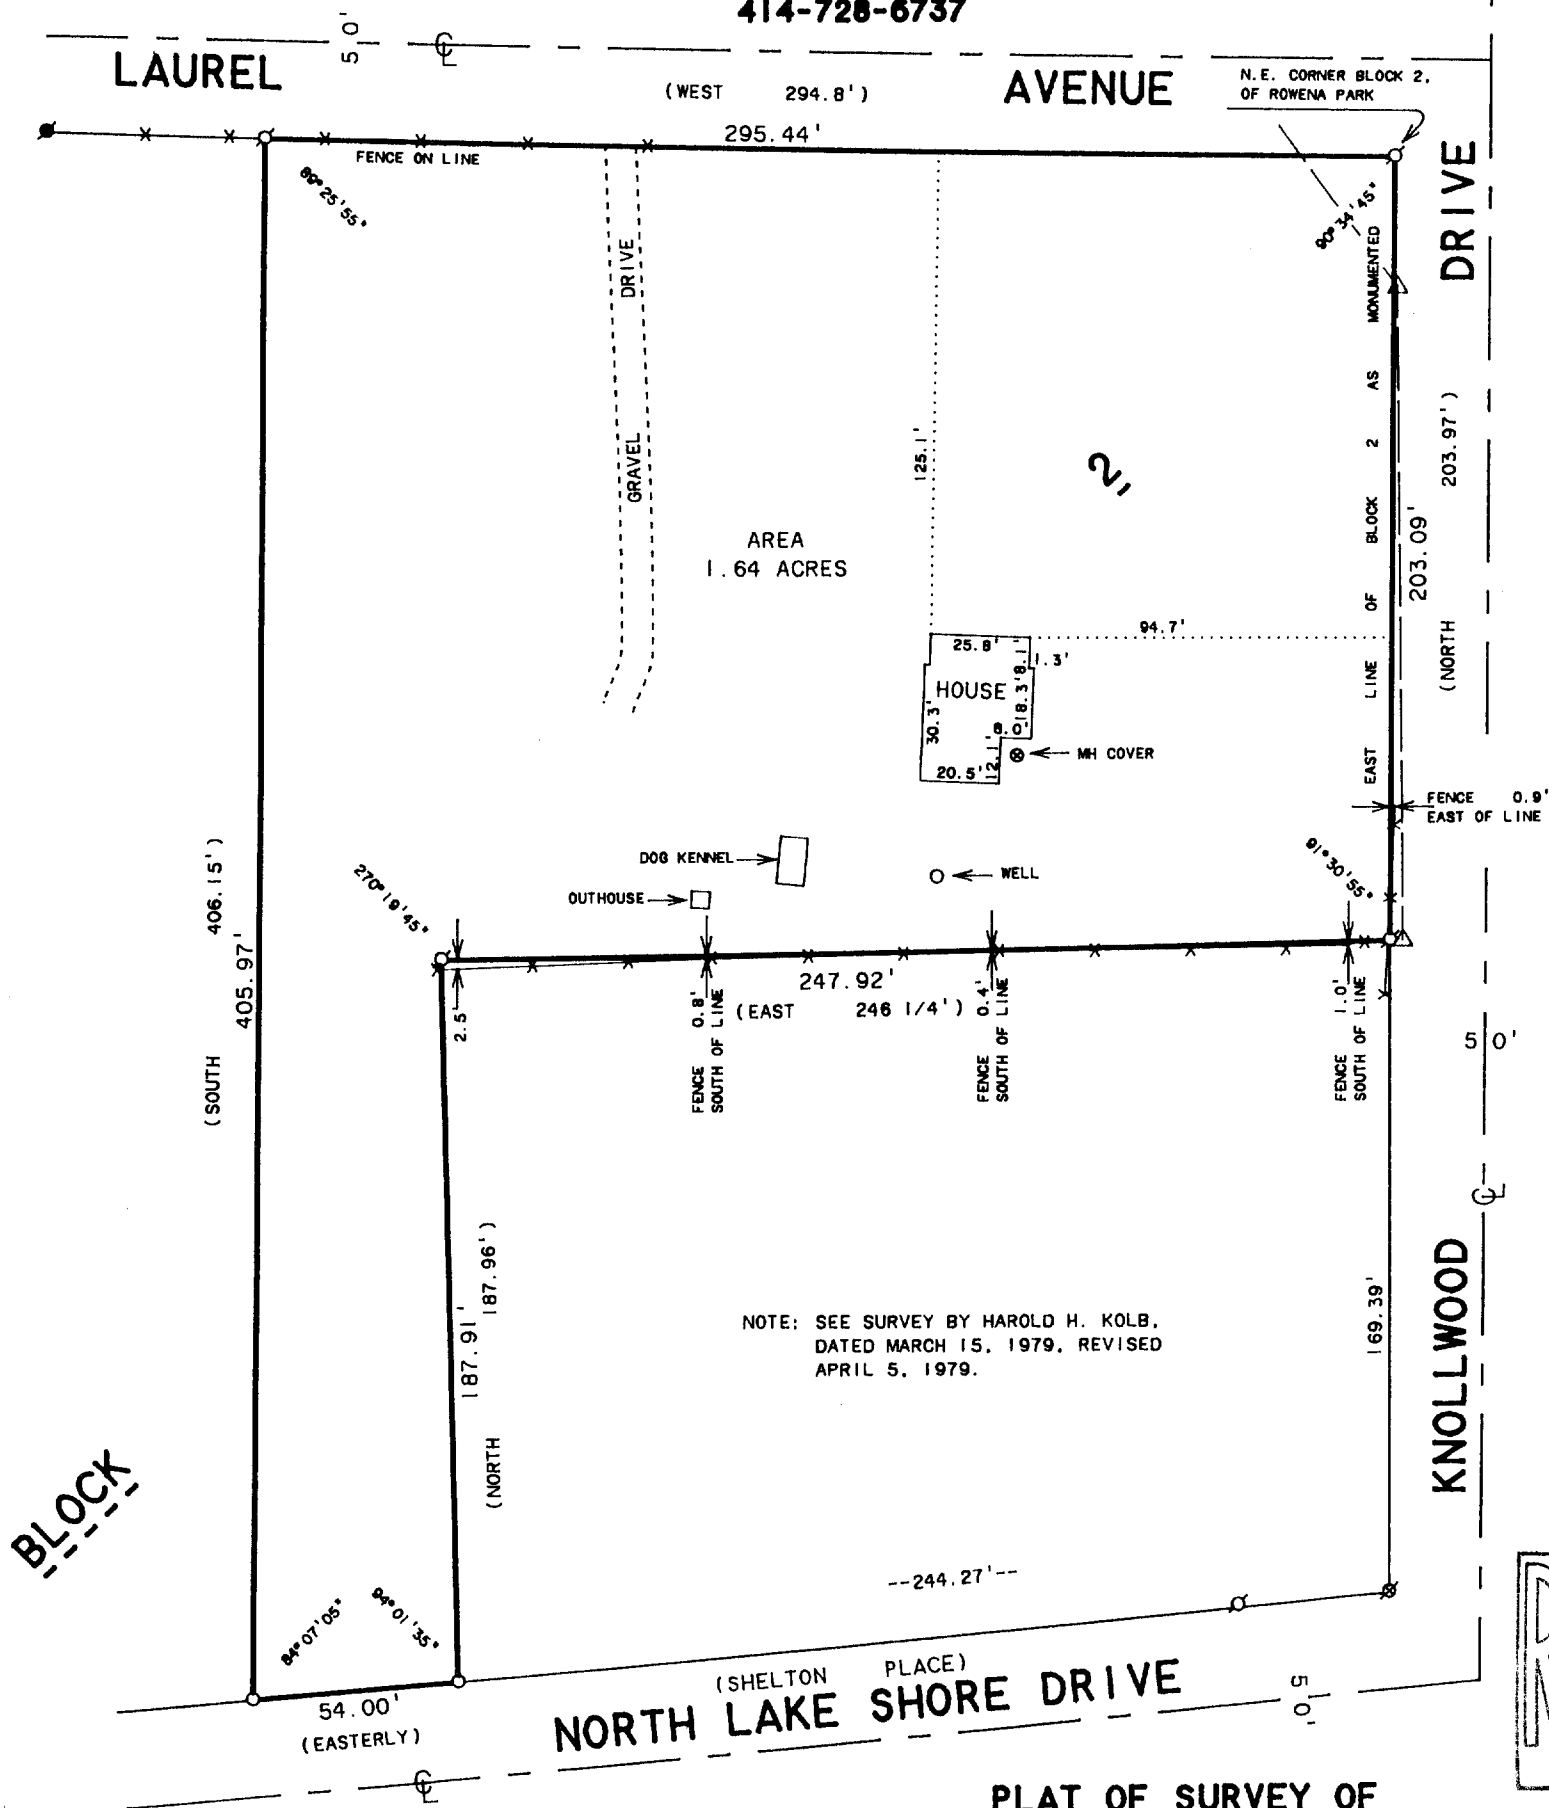 414-728-6737
50'
LAUREL AVENUE
(WEST 294.8')
N.E. CORNER BLOCK 2,
OF ROWENA PARK
295.44'
FENCE ON LINE
89°25'55"
90°34'45"
DRIVE
GRAVEL DRIVE
EAST LINE OF BLOCK 2 AS MONUMENTED
(NORTH 203.97')
203.09'
125.1'
2,
AREA
1.64 ACRES
94.7'
25.8'
8.1'
1.3'
HOUSE
18.3'
30.3'
8.0'
12.1'
20.5'
MH COVER
FENCE 0.9'
EAST OF LINE
DOG KENNEL
WELL
OUTHOUSE
91°30'55"
270°19'45"
(SOUTH 406.15')
405.97'
247.92'
(EAST 246 1/4')
2.5'
FENCE 0.8'
SOUTH OF LINE
FENCE 0.4'
SOUTH OF LINE
FENCE 1.0'
SOUTH OF LINE
50'
(NORTH 187.96')
187.91'
169.39'
NOTE: SEE SURVEY BY HAROLD H. KOLB,
DATED MARCH 15, 1979, REVISED
APRIL 5, 1979.
KNOLLWOOD
BLOCK
84°07'05"
94°01'35"
--244.27'--
54.00'
(EASTERLY)
(SHELTON PLACE)
NORTH LAKE SHORE DRIVE
50'
PLAT OF SURVEY OF